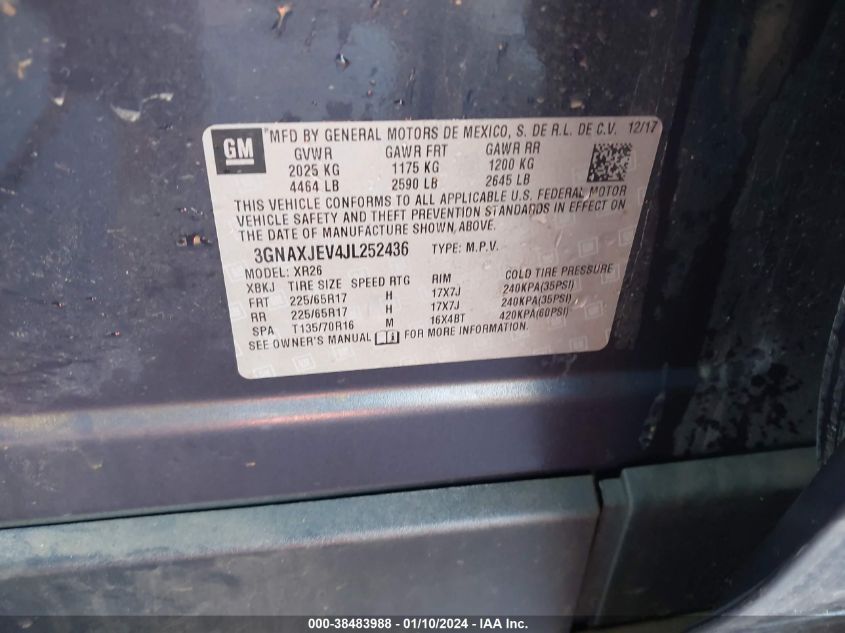 GM
MFD BY GENERAL MOTORS DE MEXICO, S. DE R.L. DE C.V. 12/17
GVWR GAWR FRT GAWR RR
2025 KG 1175 KG 1200 KG
4464 LB 2590 LB 2645 LB
THIS VEHICLE CONFORMS TO ALL APPLICABLE U.S. FEDERAL MOTOR
VEHICLE SAFETY AND THEFT PREVENTION STANDARDS IN EFFECT ON
THE DATE OF MANUFACTURE SHOWN, ABOVE.
3GNAXJEV4JL252436 TYPE: M.P.V.
MODEL: XR26
XBKJ TIRE SIZE SPEED RTG RIM COLD TIRE PRESSURE
FRT 225/65R17 H 17X7J 240KPA(35PSI)
RR 225/65R17 H 17X7J 240KPA(35PSI)
SPA T135/70R16 M 16X4BT 420KPA(60PSI)
SEE OWNER'S MANUAL FOR MORE INFORMATION.
000-38483988 - 01/10/2024 - IAA Inc.